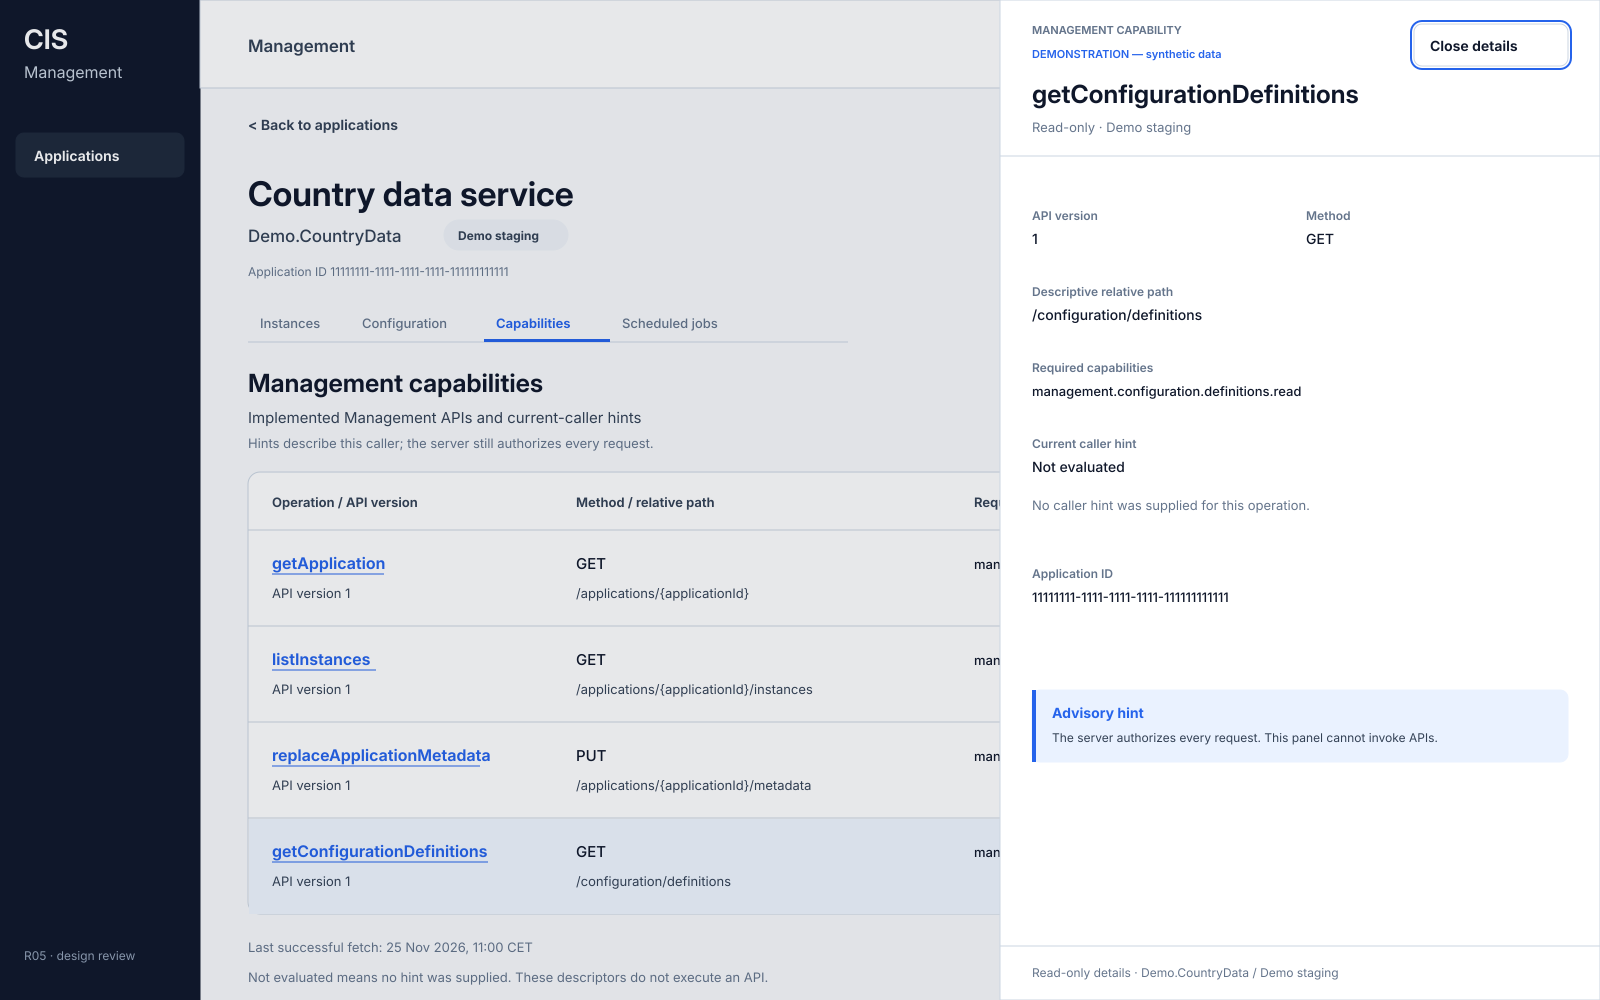 CIS
Management
Applications
R05 · design review
Management
< Back to applications
Country data service
Demo.CountryData
Demo staging
Application ID 11111111-1111-1111-1111-111111111111
Instances
Configuration
Capabilities
Scheduled jobs
Management capabilities
Implemented Management APIs and current-caller hints
Hints describe this caller; the server still authorizes every request.
Operation / API version
Method / relative path
getApplication
GET
man
API version 1
/applications/{applicationId}
listInstances
GET
man
API version 1
/applications/{applicationId}/instances
replaceApplicationMetadata
PUT
man
API version 1
/applications/{applicationId}/metadata
getConfigurationDefinitions
GET
man
API version 1
/configuration/definitions
Last successful fetch: 25 Nov 2026, 11:00 CET
Not evaluated means no hint was supplied. These descriptors do not execute an API.
MANAGEMENT CAPABILITY
DEMONSTRATION — synthetic data
Close details
getConfigurationDefinitions
Read-only · Demo staging
API version
Method
1
GET
Descriptive relative path
/configuration/definitions
Required capabilities
management.configuration.definitions.read
Current caller hint
Not evaluated
No caller hint was supplied for this operation.
Application ID
11111111-1111-1111-1111-111111111111
Advisory hint
The server authorizes every request. This panel cannot invoke APIs.
Read-only details · Demo.CountryData / Demo staging